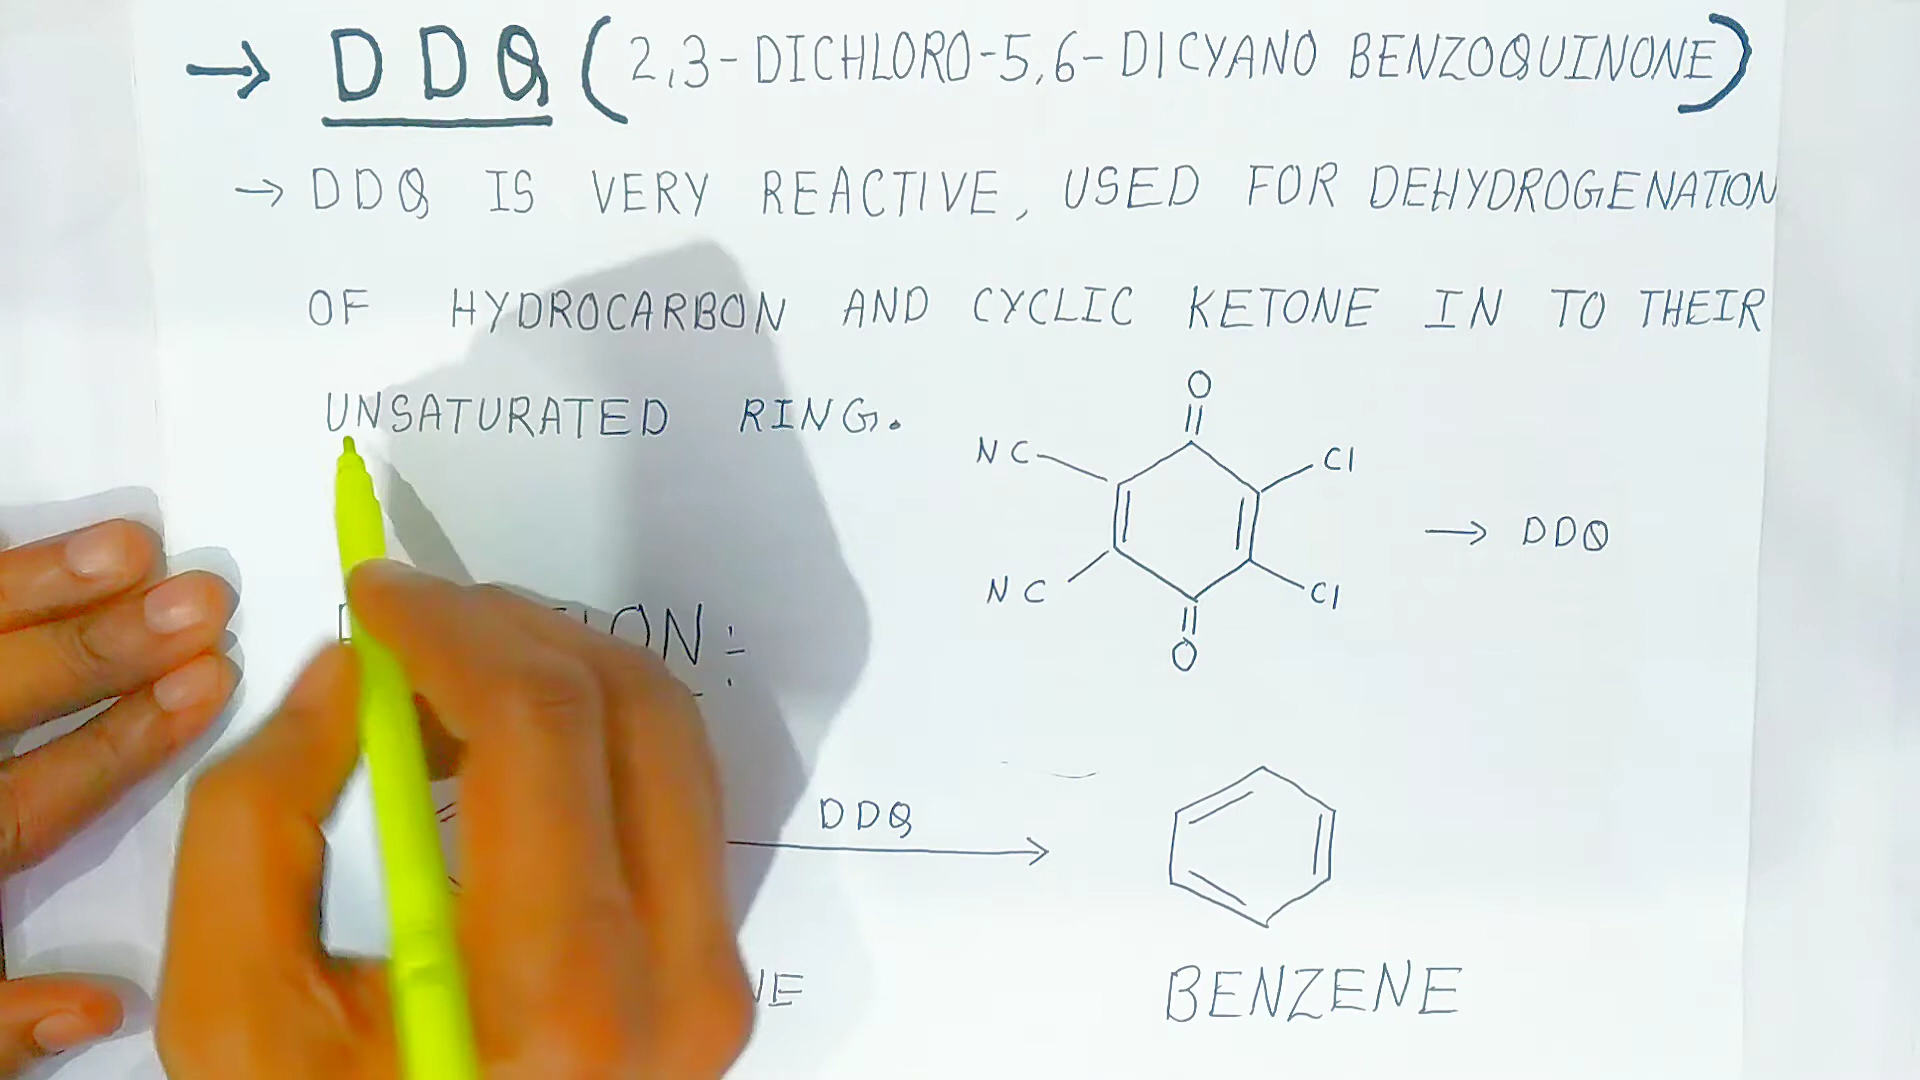 → DDQ (2,3-DICHLORO-5,6-DICYANO BENZOQUINONE)
→ DDQ IS VERY REACTIVE, USED FOR DEHYDROGENATION
OF HYDROCARBON AND CYCLIC KETONE IN TO THEIR
UNSATURATED RING.
O
NC Cl
→ DDQ
NC Cl
O
DDQ
BENZENE